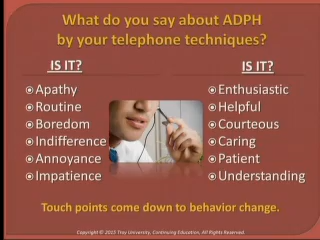 What do you say about ADPH
by your telephone techniques?
IS IT?
Apathy
Routine
Boredom
Indifference
Annoyance
Impatience
IS IT?
Enthusiastic
Helpful
Courteous
Caring
Patient
Understanding
Touch points come down to behavior change.
Copyright © 2015 Troy University, Continuing Education, All Rights Reserved.